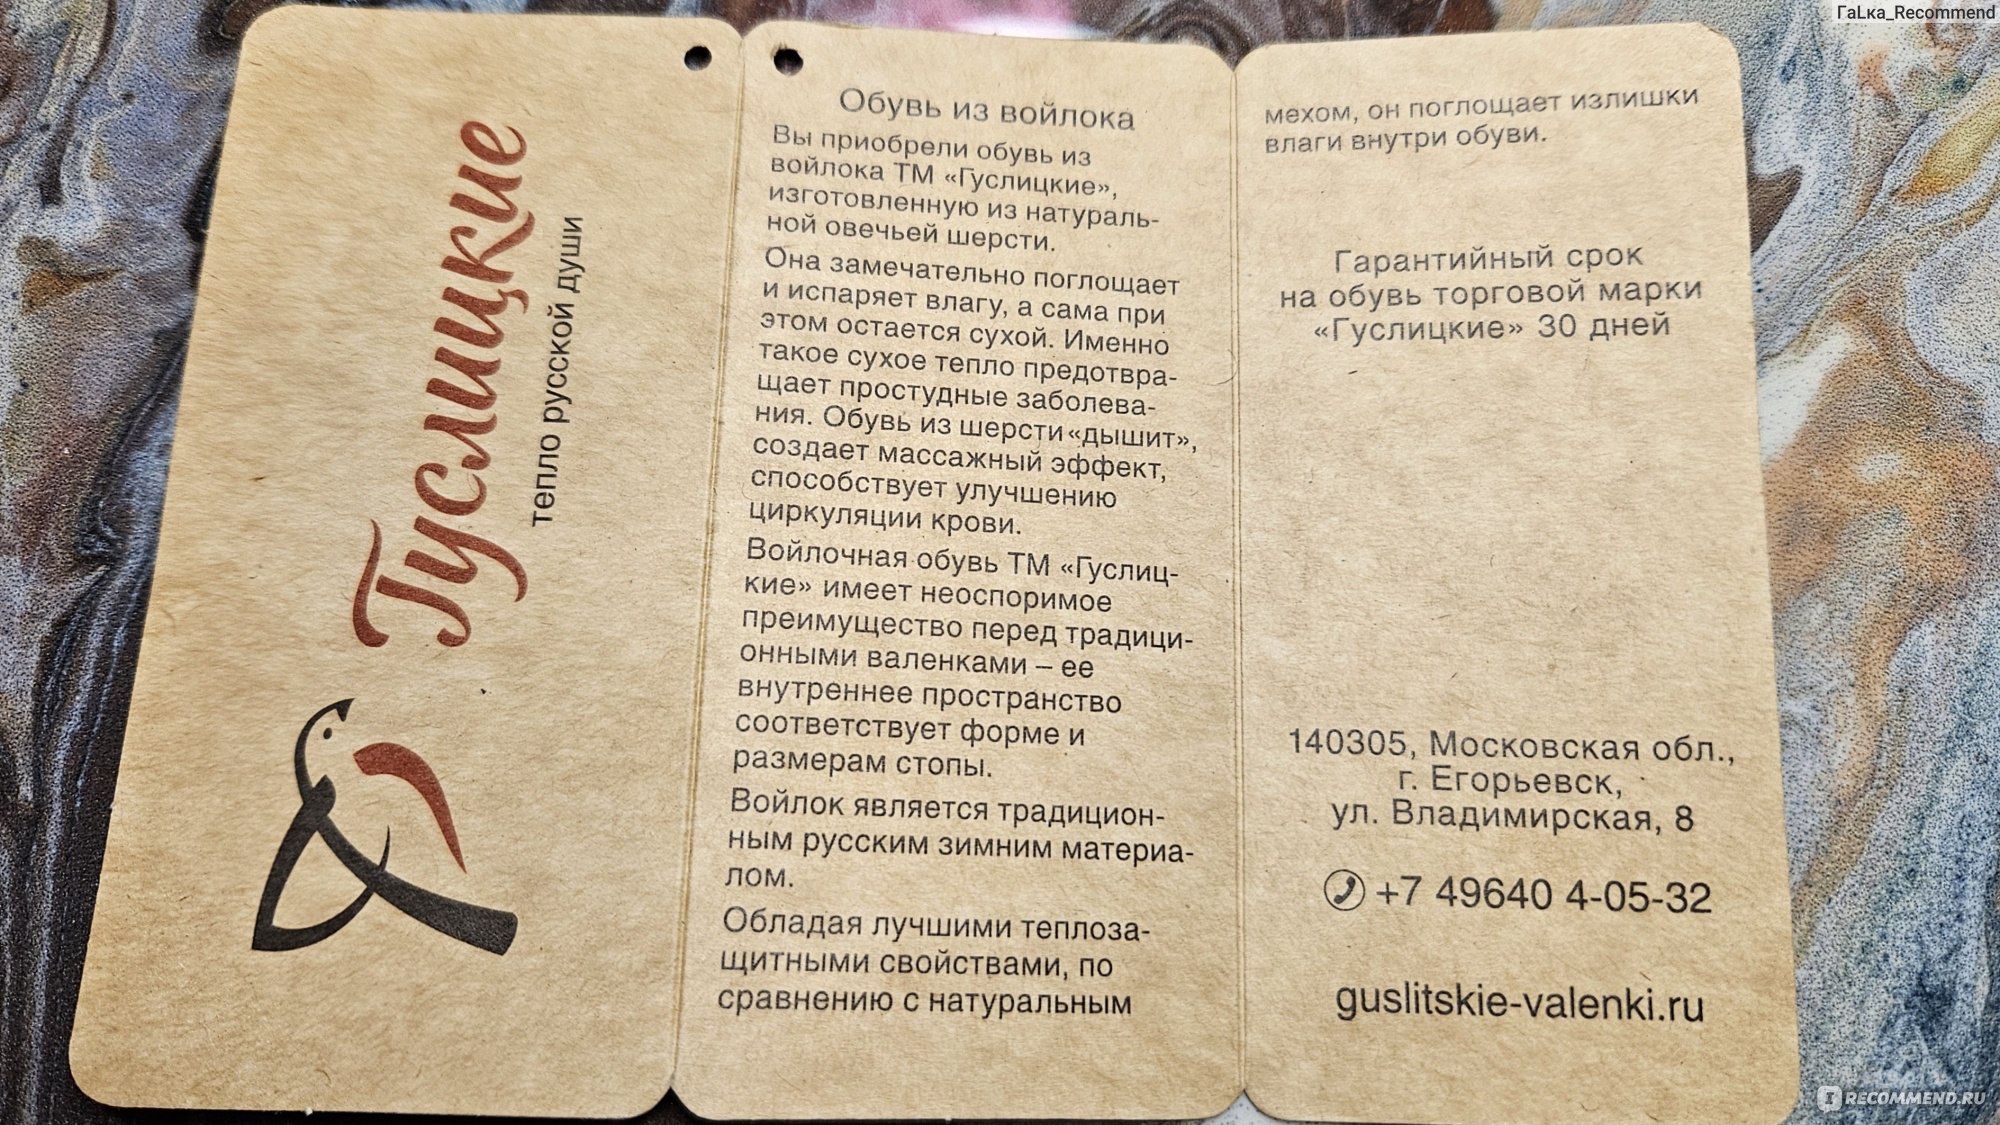 Гуслицкие
тепло русской души
Обувь из войлока
Вы приобрели обувь из
войлока ТМ «Гуслицкие»,
изготовленную из натураль-
ной овечьей шерсти.
Она замечательно поглощает
и испаряет влагу, а сама при
этом остается сухой. Именно
такое сухое тепло предотвра-
щает простудные заболева-
ния. Обувь из шерсти «дышит»,
создает массажный эффект,
способствует улучшению
циркуляции крови.
Войлочная обувь ТМ «Гуслиц-
кие» имеет неоспоримое
преимущество перед традици-
онными валенками – ее
внутреннее пространство
соответствует форме и
размерам стопы.
Войлок является традицион-
ным русским зимним материа-
лом.
Обладая лучшими теплоза-
щитными свойствами, по
сравнению с натуральным
мехом, он поглощает излишки
влаги внутри обуви.
Гарантийный срок
на обувь торговой марки
«Гуслицкие» 30 дней
140305, Московская обл.,
г. Егорьевск,
ул. Владимирская, 8
+7 49640 4-05-32
guslitskie-valenki.ru
ГаLka_Recommend
RECOMMEND.RU